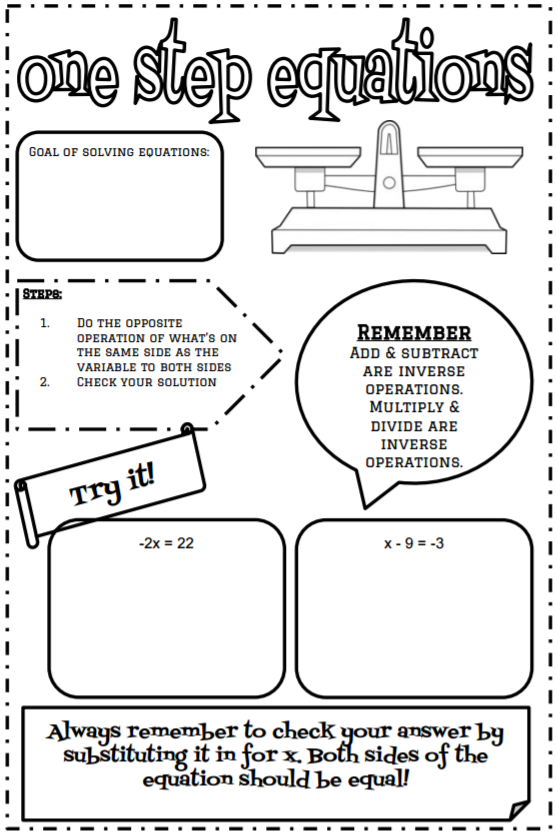 one step equations
Goal of solving equations:
Steps:
1. Do the opposite
operation of what's on
the same side as the
variable to both sides
2. Check your solution
Remember
Add & subtract
are inverse
operations.
Multiply &
divide are
inverse
operations.
Try it!
-2x = 22
x - 9 = -3
Always remember to check your answer by
substituting it in for x. Both sides of the
equation should be equal!